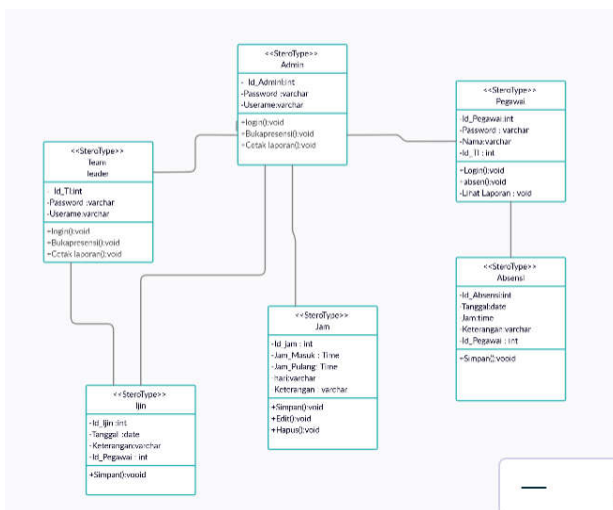 <<SteroType>>
Admin
- Id_Admin:int
-Password :varchar
-Userame:varchar
+login():void
+Bukapresensi():void
+Cetak laporan():void
<<SteroType>>
Pegawai
-Id_Pegawai:int
-Password : varchar
-Nama:varchar
-Id_Tl : int
+Login():void
-absen():void
-Lihat Laporan : void
<<SteroType>>
Team
leader
- Id_Tl:int
-Password :varchar
-Userame:varchar
+login():void
+Bukapresensi():void
+Cetak laporan():void
<<SteroType>>
Absensi
-Id_Absensi:int
Tanggal:date
Jam:time
-Keterangan:varchar
-Id_Pegawai : int
+Simpan():vooid
<<SteroType>>
Jam
-Id_jam : int
-Jam_Masuk : Time
-Jam_Pulang: Time
hari:varchar
Keterangan : varchar
+Simpan():void
+Edit():void
+Hapus():void
<<SteroType>>
Ijin
-Id_Ijin :int
-Tanggal :date
-Keterangan:varchar
-Id_Pegawai : int
+Simpan():vooid